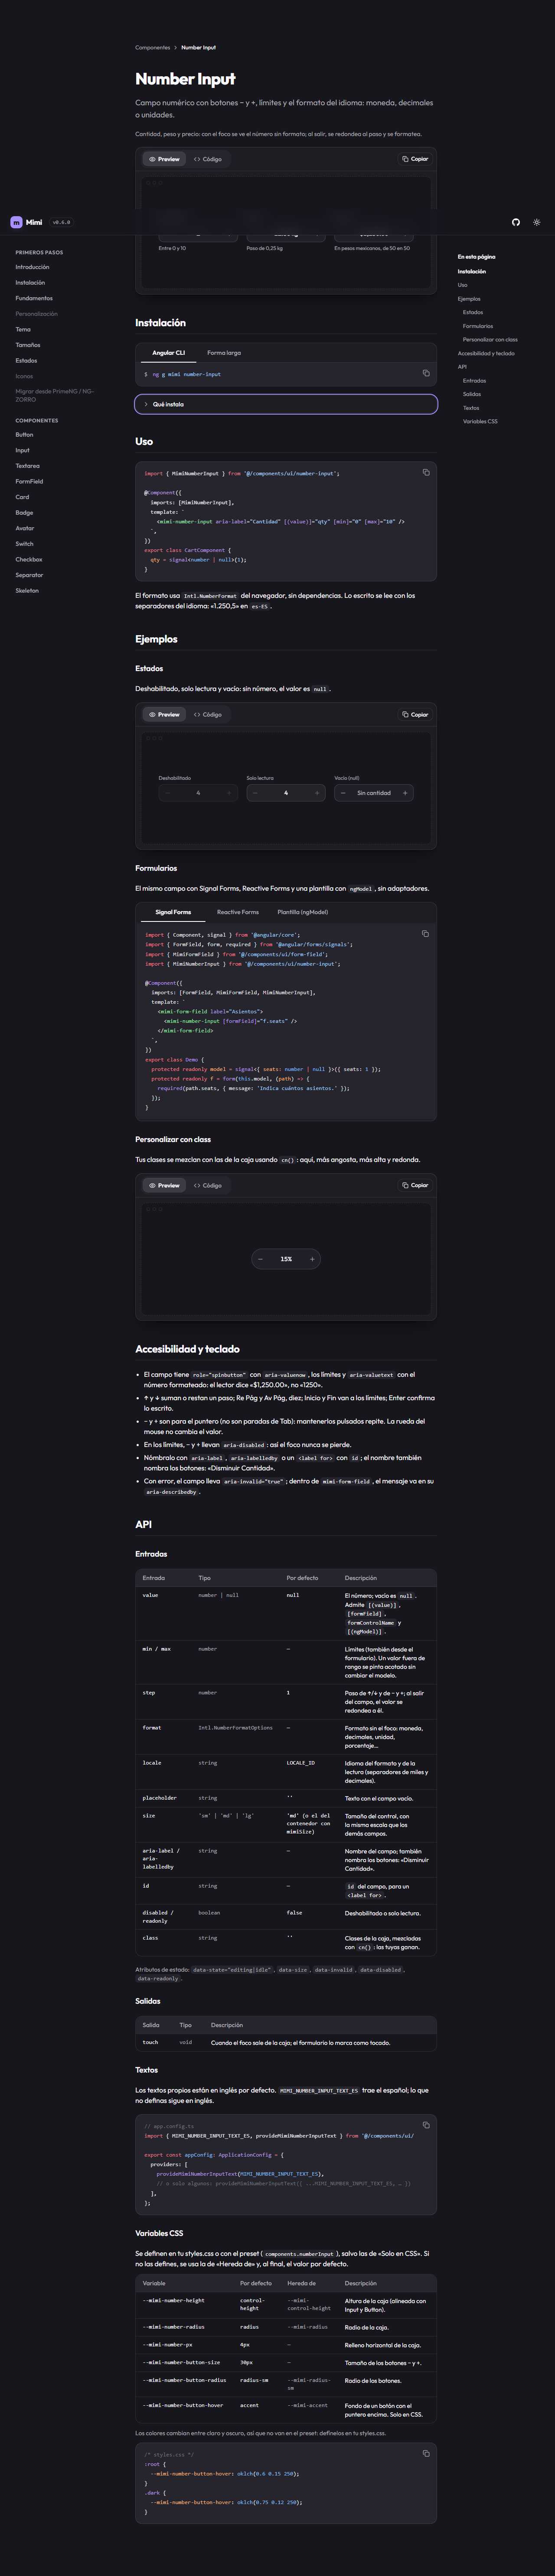 Componentes > Number Input
Number Input
Campo numérico con botones − y +, límites y el formato del idioma: moneda, decimales
o unidades.
Cantidad, peso y precio: con el foco se ve el número sin formato; al salir, se redondea al paso y se formatea.
Preview
Código
Copiar
m Mimi v0.6.0
Entre 0 y 10
Paso de 0,25 kg
En pesos mexicanos, de 50 en 50
PRIMEROS PASOS
Introducción
Instalación
Fundamentos
Personalización
Tema
Tamaños
Estados
Iconos
Migrar desde PrimeNG / NG-
ZORRO
COMPONENTES
Button
Input
Textarea
FormField
Card
Badge
Avatar
Switch
Checkbox
Separator
Skeleton
En esta página
Instalación
Uso
Ejemplos
Estados
Formularios
Personalizar con class
Accesibilidad y teclado
API
Entradas
Salidas
Textos
Variables CSS
Instalación
Angular CLI
Forma larga
$ ng g mimi number-input
> Qué instala
Uso
import { MimiNumberInput } from '@/components/ui/number-input';
@Component({
imports: [MimiNumberInput],
template: `
<mimi-number-input aria-label="Cantidad" [(value)]="qty" [min]="0" [max]="10" />
`,
})
export class CartComponent {
qty = signal<number | null>(1);
}
El formato usa Intl.NumberFormat del navegador, sin dependencias. Lo escrito se lee con los
separadores del idioma: «1.250,5» en es-ES.
Ejemplos
Estados
Deshabilitado, solo lectura y vacío: sin número, el valor es null.
Preview
Código
Copiar
Deshabilitado
Solo lectura
Vacío (null)
− 4 +
− 4 +
− Sin cantidad +
Formularios
El mismo campo con Signal Forms, Reactive Forms y una plantilla con ngModel, sin adaptadores.
Signal Forms
Reactive Forms
Plantilla (ngModel)
import { Component, signal } from '@angular/core';
import { FormField, form, required } from '@angular/forms/signals';
import { MimiFormField } from '@/components/ui/form-field';
import { MimiNumberInput } from '@/components/ui/number-input';
@Component({
imports: [FormField, MimiFormField, MimiNumberInput],
template: `
<mimi-form-field label="Asientos">
<mimi-number-input [formField]="f.seats" />
</mimi-form-field>
`,
})
export class Demo {
protected readonly model = signal<{ seats: number | null }>({ seats: 1 });
protected readonly f = form(this.model, (path) => {
required(path.seats, { message: 'Indica cuántos asientos.' });
});
}
Personalizar con class
Tus clases se mezclan con las de la caja usando cn(): aquí, más angosta, más alta y redonda.
Preview
Código
Copiar
− 15% +
Accesibilidad y teclado
• El campo tiene role="spinbutton" con aria-valuenow, los límites y aria-valuetext con el
número formateado: el lector dice «$1,250.00», no «1250».
• ↑ y ↓ suman o restan un paso; Re Pág y Av Pág, diez; Inicio y Fin van a los límites; Enter confirma
lo escrito.
• − y + son para el puntero (no son paradas de Tab): mantenerlos pulsados repite. La rueda del
mouse no cambia el valor.
• En los límites, − y + llevan aria-disabled: así el foco nunca se pierde.
• Nómbralo con aria-label, aria-labelledby o un <label for> con id; el nombre también
nombra los botones: «Disminuir Cantidad».
• Con error, el campo lleva aria-invalid="true"; dentro de mimi-form-field, el mensaje va en su
aria-describedby.
API
Entradas
Entrada Tipo Por defecto Descripción
value number | null null El número; vacío es null.
Admite [(value)],
[formField],
formControlName y
[(ngModel)].
min / max number — Límites (también desde el
formulario). Un valor fuera de
rango se pinta acotado sin
cambiar el modelo.
step number 1 Paso de ↑/↓ y de − y +; al salir
del campo, el valor se
redondea a él.
format Intl.NumberFormatOptions — Formato sin el foco: moneda,
decimales, unidad,
porcentaje…
locale string LOCALE_ID Idioma del formato y de la
lectura (separadores de miles y
decimales).
placeholder string '' Texto con el campo vacío.
size 'sm' | 'md' | 'lg' 'md' (o el del
contenedor con
mimiSize) Tamaño del control, con
la misma escala que los
demás campos.
aria-label /
aria-
labelledby string — Nombre del campo; también
nombra los botones: «Disminuir
Cantidad».
id string — id del campo, para un
<label for>.
disabled /
readonly boolean false Deshabilitado o solo lectura.
class string '' Clases de la caja, mezcladas
con cn(): las tuyas ganan.
Atributos de estado: data-state="editing|idle", data-size, data-invalid, data-disabled,
data-readonly.
Salidas
Salida Tipo Descripción
touch void Cuando el foco sale de la caja; el formulario lo marca como tocado.
Textos
Los textos propios están en inglés por defecto. MIMI_NUMBER_INPUT_TEXT_ES trae el español; lo que
no definas sigue en inglés.
// app.config.ts
import { MIMI_NUMBER_INPUT_TEXT_ES, provideMimiNumberInputText } from '@/components/ui/
export const appConfig: ApplicationConfig = {
providers: [
provideMimiNumberInputText(MIMI_NUMBER_INPUT_TEXT_ES),
// o solo algunos: provideMimiNumberInputText({ ...MIMI_NUMBER_INPUT_TEXT_ES, … })
],
};
Variables CSS
Se definen en tu styles.css o con el preset (components.numberInput), salvo las de «Solo en CSS». Si
no las defines, se usa la de «Hereda de» y, al final, el valor por defecto.
Variable Por defecto Hereda de Descripción
--mimi-number-height control-
height --mimi-
control-height Altura de la caja (alineada con
Input y Button).
--mimi-number-radius radius --mimi-radius Radio de la caja.
--mimi-number-px 4px — Relleno horizontal de la caja.
--mimi-number-button-size 30px — Tamaño de los botones − y +.
--mimi-number-button-radius radius-sm --mimi-radius-
sm Radio de los botones.
--mimi-number-button-hover accent --mimi-accent Fondo de un botón con el
puntero encima. Solo en CSS.
Los colores cambian entre claro y oscuro, así que no van en el preset: defínelos en tu styles.css.
/* styles.css */
:root {
--mimi-number-button-hover: oklch(0.6 0.15 250);
}
.dark {
--mimi-number-button-hover: oklch(0.75 0.12 250);
}